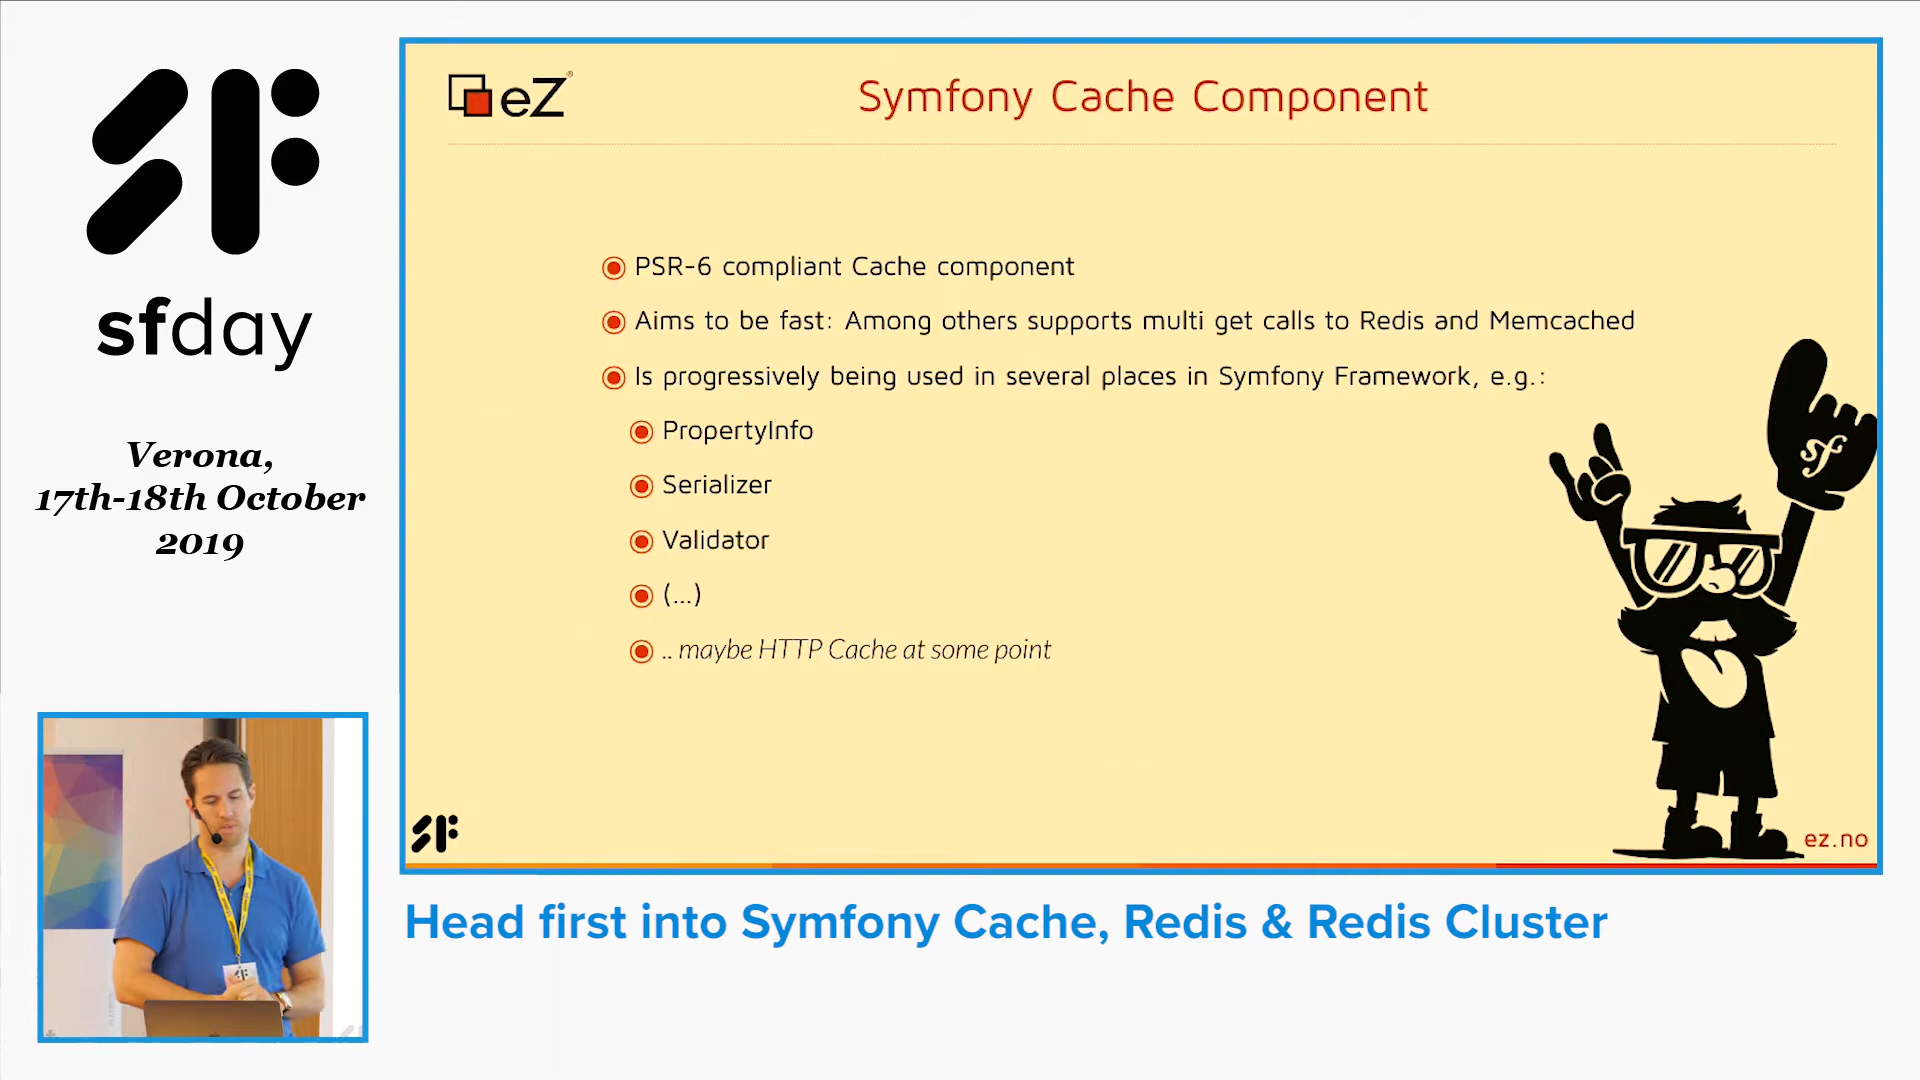 sfday
Verona,
17th-18th October
2019
eZ®
Symfony Cache Component
PSR-6 compliant Cache component
Aims to be fast: Among others supports multi get calls to Redis and Memcached
Is progressively being used in several places in Symfony Framework, e.g.:
PropertyInfo
Serializer
Validator
(...)
.. maybe HTTP Cache at some point
sf
ez.no
Head first into Symfony Cache, Redis & Redis Cluster